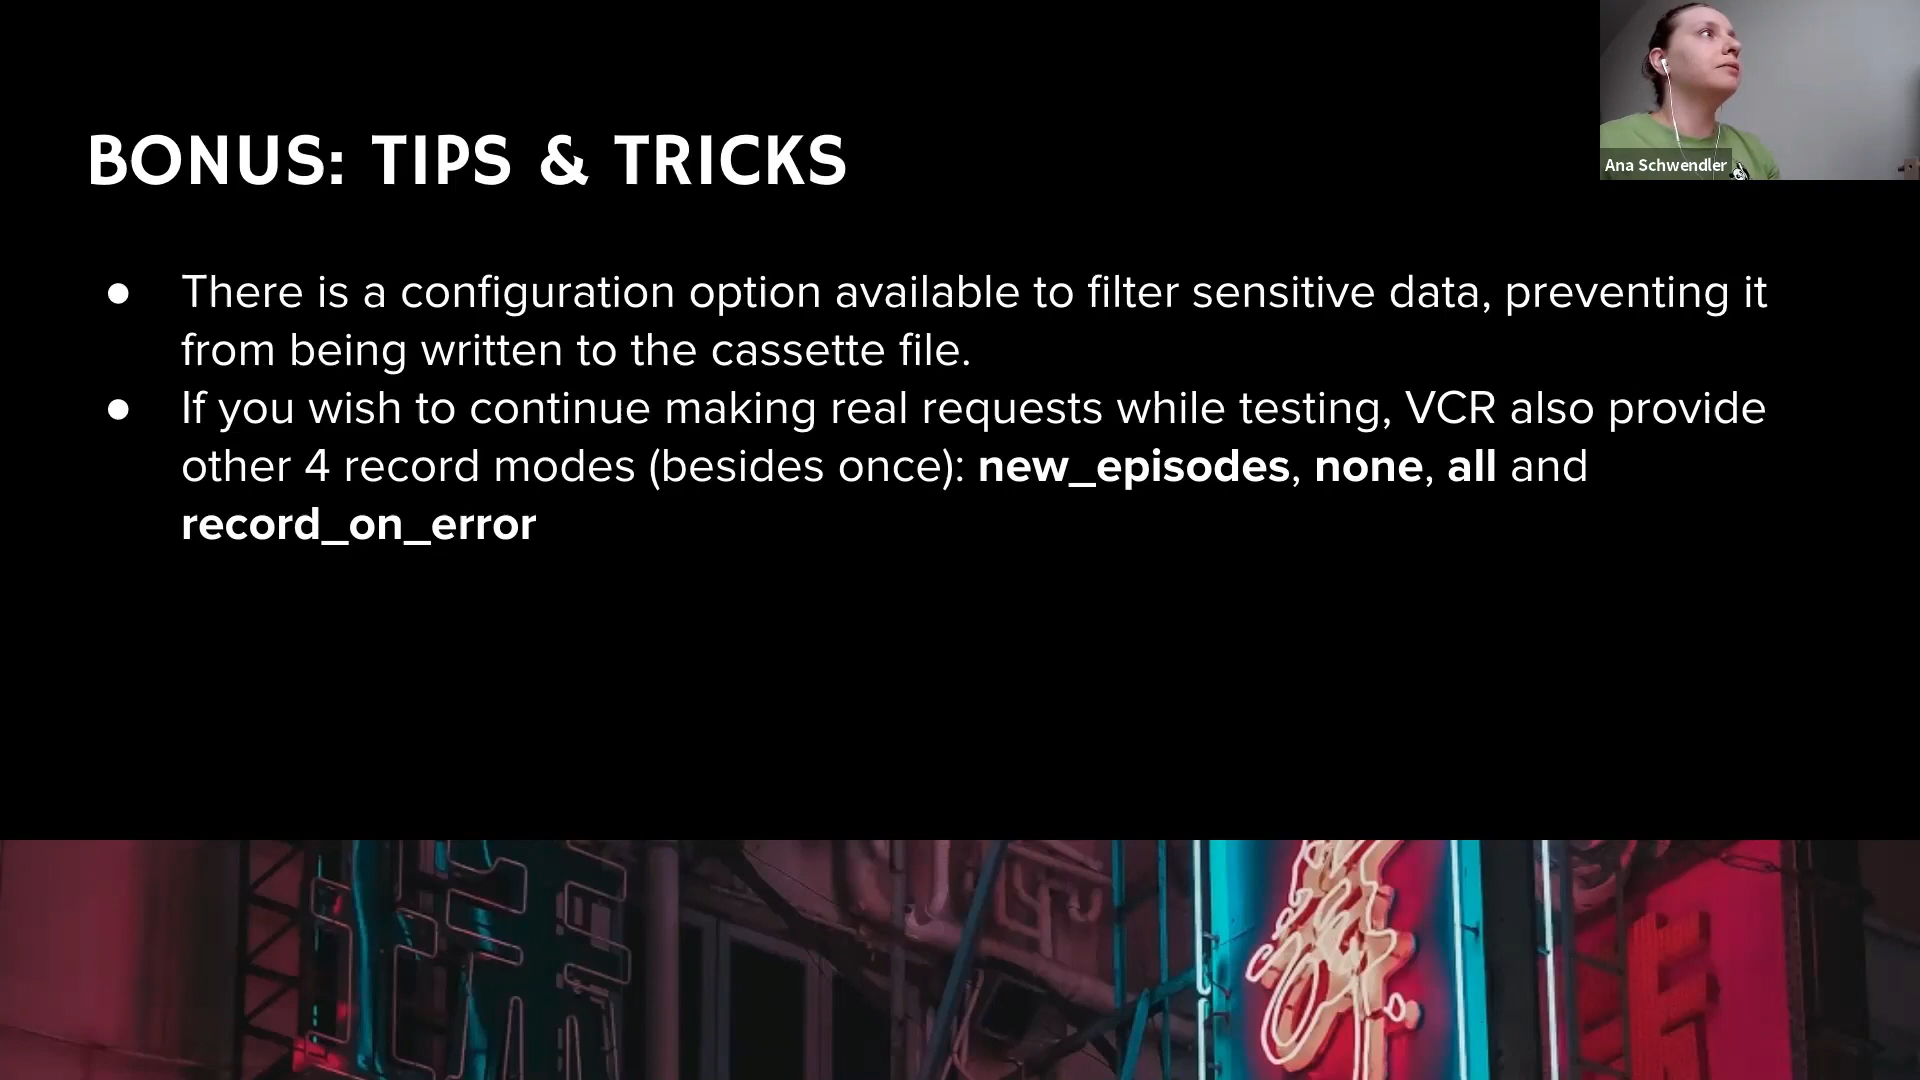 BONUS: TIPS & TRICKS
Ana Schwendler
● There is a configuration option available to filter sensitive data, preventing it
from being written to the cassette file.
● If you wish to continue making real requests while testing, VCR also provide
other 4 record modes (besides once): new_episodes, none, all and
record_on_error